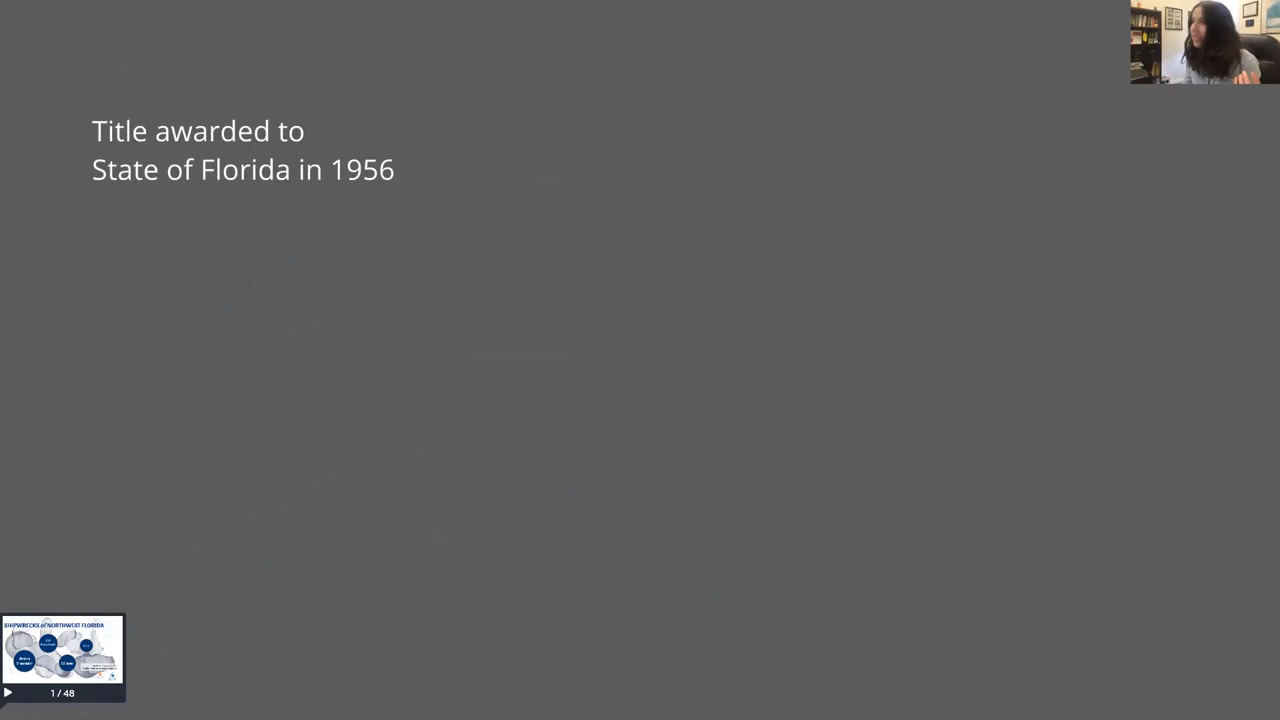 Title awarded to
State of Florida in 1956
SHIPWRECKS of NORTHWEST FLORIDA
1 / 48